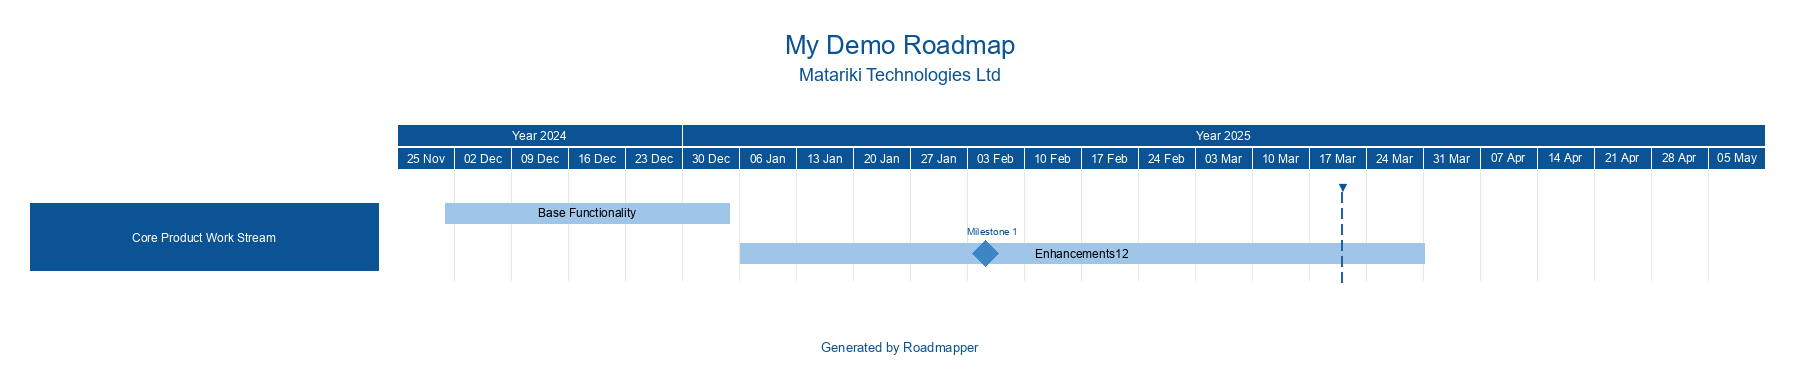 My Demo Roadmap
Matariki Technologies Ltd
Year 2024 Year 2025
25 Nov 02 Dec 09 Dec 16 Dec 23 Dec 30 Dec 06 Jan 13 Jan 20 Jan 27 Jan 03 Feb 10 Feb 17 Feb 24 Feb 03 Mar 10 Mar 17 Mar 24 Mar 31 Mar 07 Apr 14 Apr 21 Apr 28 Apr 05 May
Base Functionality
Core Product Work Stream
Milestone 1
Enhancements12
Generated by Roadmapper